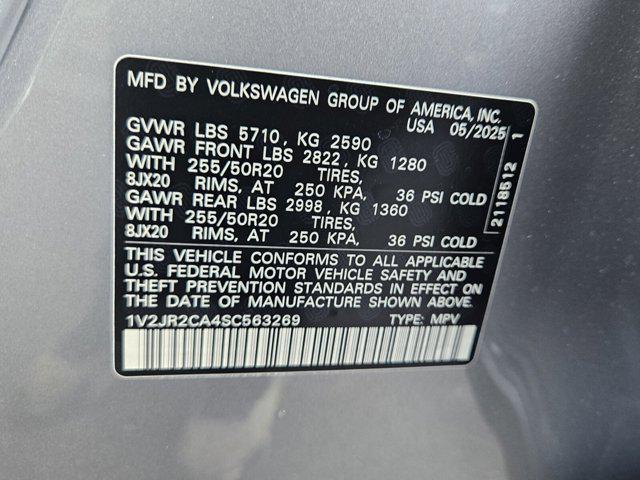 MFD BY VOLKSWAGEN GROUP OF AMERICA, INC.
USA 05/2025
GVWR LBS 5710, KG 2590
GAWR FRONT LBS 2822, KG 1280
WITH 255/50R20 TIRES,
8JX20 RIMS, AT 250 KPA, 36 PSI COLD
GAWR REAR LBS 2998, KG 1360
WITH 255/50R20 TIRES,
8JX20 RIMS, AT 250 KPA, 36 PSI COLD
2118512 1
THIS VEHICLE CONFORMS TO ALL APPLICABLE
U.S. FEDERAL MOTOR VEHICLE SAFETY AND
THEFT PREVENTION STANDARDS IN EFFECT ON
THE DATE OF MANUFACTURE SHOWN ABOVE.
1V2JR2CA4SC563269 TYPE: MPV